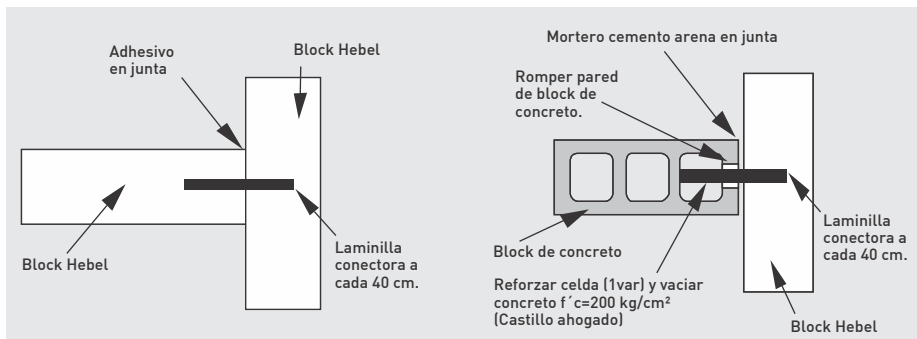 Adhesivo
en junta
Block Hebel
Block Hebel
Laminilla
conectora a
cada 40 cm.
Mortero cemento arena en junta
Romper pared
de block de
concreto.
Block de concreto
Laminilla
conectora a
cada 40 cm.
Reforzar celda (1var) y vaciar
concreto f´c=200 kg/cm²
(Castillo ahogado)
Block Hebel